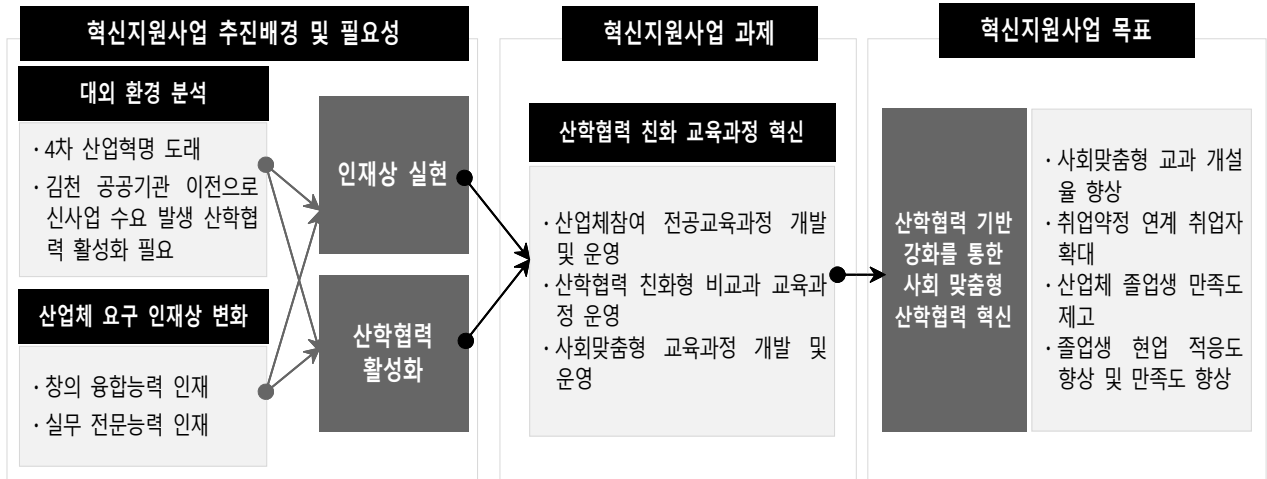 혁신지원사업 추진배경 및 필요성
대외 환경 분석
· 4차 산업혁명 도래
· 김천 공공기관 이전으로
신사업 수요 발생 산학협
력 활성화 필요
산업체 요구 인재상 변화
· 창의 융합능력 인재
· 실무 전문능력 인재
인재상 실현
산학협력
활성화
혁신지원사업 과제
산학협력 친화 교육과정 혁신
· 산업체참여 전공교육과정 개발
및 운영
· 산학협력 친화형 비교과 교육과
정 운영
· 사회맞춤형 교육과정 개발 및
운영
혁신지원사업 목표
산학협력 기반
강화를 통한
사회 맞춤형
산학협력 혁신
· 사회맞춤형 교과 개설
율 향상
· 취업약정 연계 취업자
확대
· 산업체 졸업생 만족도
제고
· 졸업생 현업 적응도
향상 및 만족도 향상